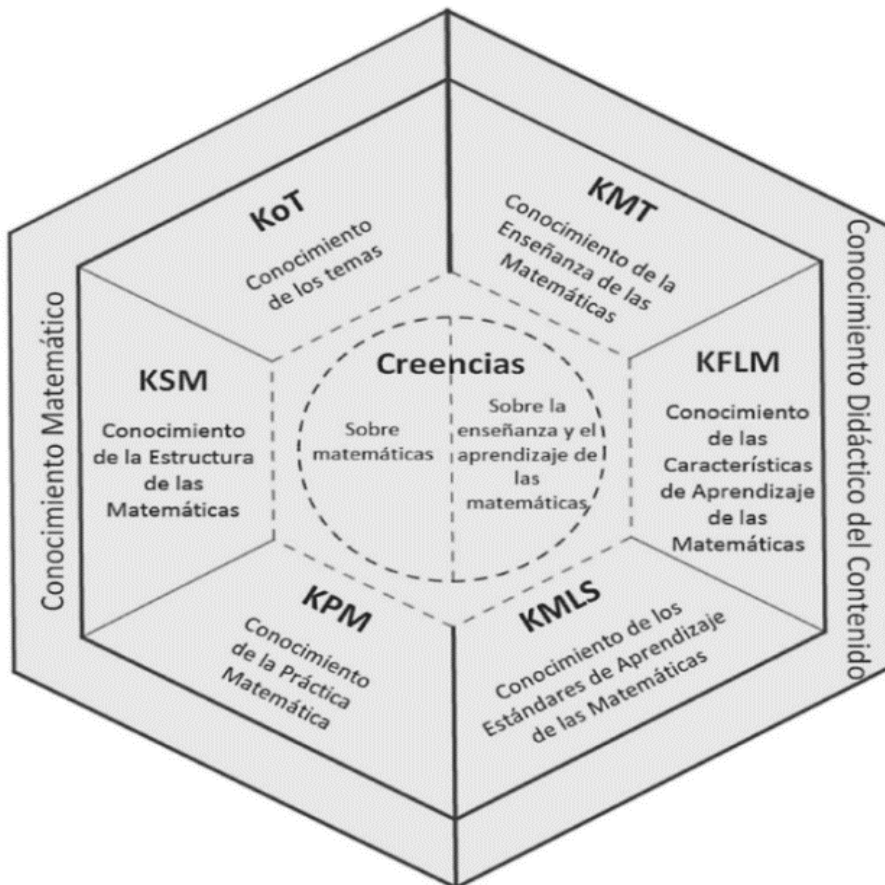 KoT
Conocimiento
de los temas
KMT
Conocimiento de la
Enseñanza de las
Matemáticas
Conocimiento Matemático
KSM
Conocimiento
de la Estructura
de las
Matemáticas
Creencias
Sobre
matemáticas
Sobre la
enseñanza y el
aprendizaje de
las
matemáticas
KFLM
Conocimiento
de las
Características
de Aprendizaje
de las
Matemáticas
Conocimiento Didáctico del Contenido
KPM
Conocimiento
de la Práctica
Matemática
KMLS
Conocimiento de los
Estándares de Aprendizaje
de las Matemáticas